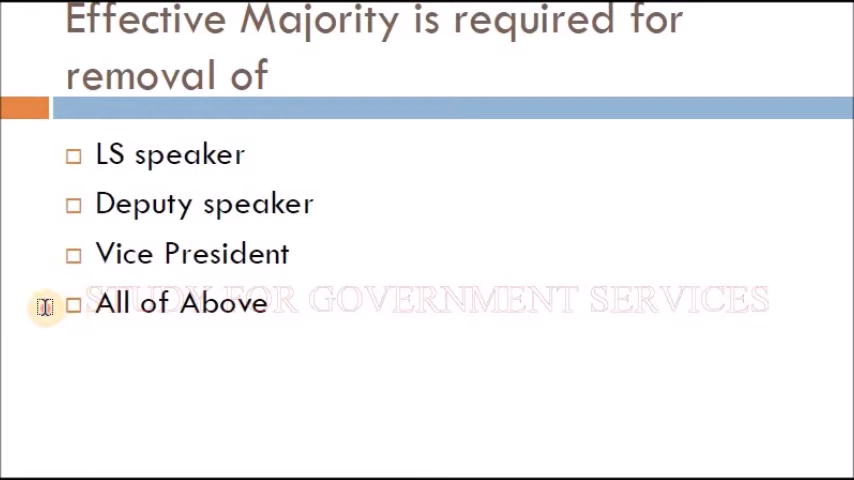 Effective Majority is required for
removal of
LS speaker
Deputy speaker
Vice President
All of Above
STUDY FOR GOVERNMENT SERVICES